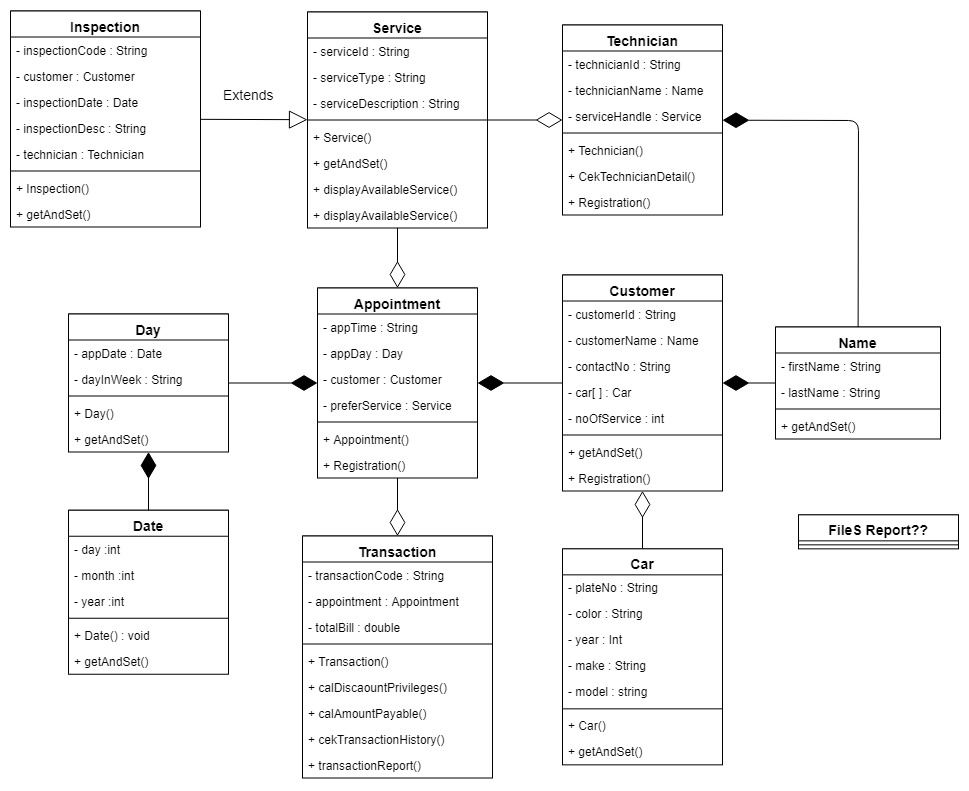 Inspection
- inspectionCode : String
- customer : Customer
- inspectionDate : Date
- inspectionDesc : String
- technician : Technician
+ Inspection()
+ getAndSet()
Extends
Service
- serviceId : String
- serviceType : String
- serviceDescription : String
+ Service()
+ getAndSet()
+ displayAvailableService()
+ displayAvailableService()
Technician
- technicianId : String
- technicianName : Name
- serviceHandle : Service
+ Technician()
+ CekTechnicianDetail()
+ Registration()
Day
- appDate : Date
- dayInWeek : String
+ Day()
+ getAndSet()
Appointment
- appTime : String
- appDay : Day
- customer : Customer
- preferService : Service
+ Appointment()
+ Registration()
Customer
- customerId : String
- customerName : Name
- contactNo : String
- car[ ] : Car
- noOfService : int
+ getAndSet()
+ Registration()
Name
- firstName : String
- lastName : String
+ getAndSet()
Date
- day :int
- month :int
- year :int
+ Date() : void
+ getAndSet()
Transaction
- transactionCode : String
- appointment : Appointment
- totalBill : double
+ Transaction()
+ calDiscaountPrivileges()
+ calAmountPayable()
+ cekTransactionHistory()
+ transactionReport()
Car
- plateNo : String
- color : String
- year : Int
- make : String
- model : string
+ Car()
+ getAndSet()
FileS Report??